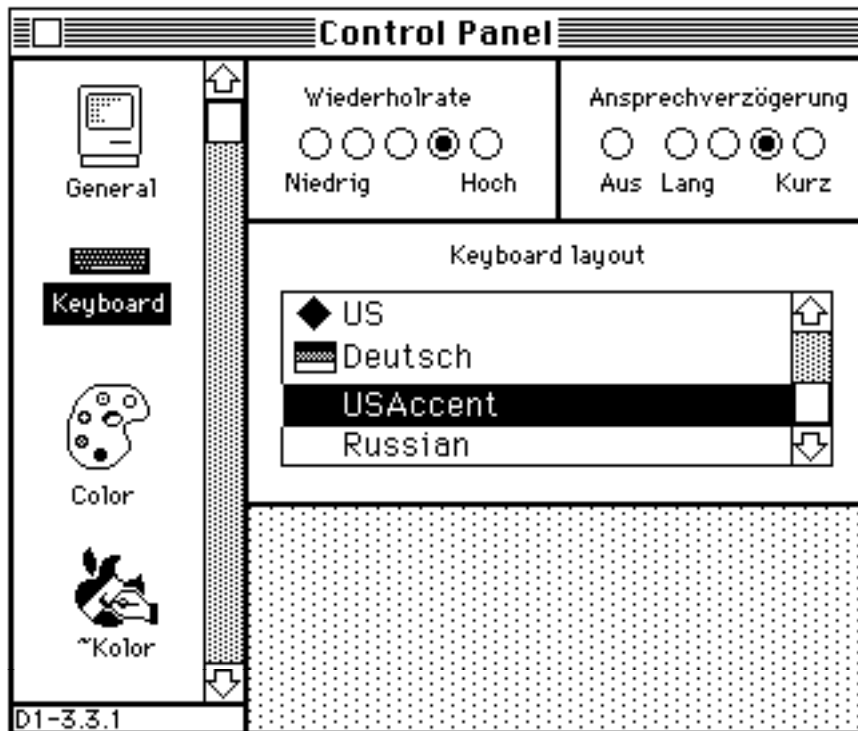 Control Panel
General
Keyboard
Color
~Kolor
D1-3.3.1
Wiederholrate
Niedrig Hoch
Ansprechverzögerung
Aus Lang Kurz
Keyboard layout
US
Deutsch
USAccent
Russian